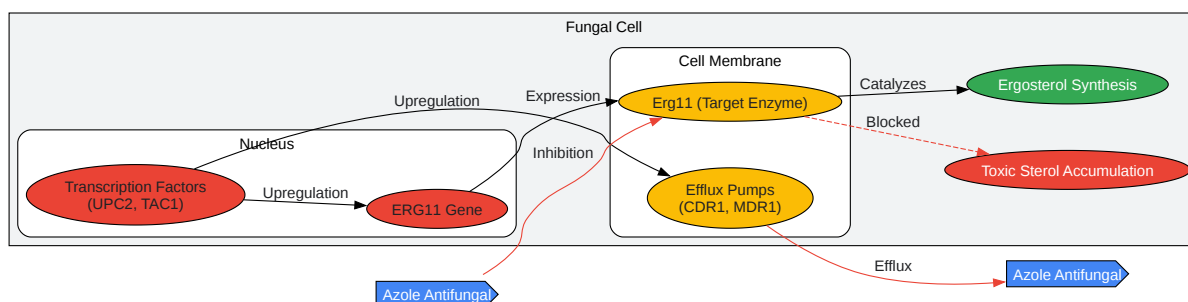 Fungal Cell
Cell Membrane
Nucleus
Upregulation
Expression
Erg11 (Target Enzyme)
Catalyzes
Ergosterol Synthesis
Blocked
Inhibition
Toxic Sterol Accumulation
Transcription Factors
(UPC2, TAC1)
Upregulation
ERG11 Gene
Efflux Pumps
(CDR1, MDR1)
Efflux
Azole Antifungal
Azole Antifungal